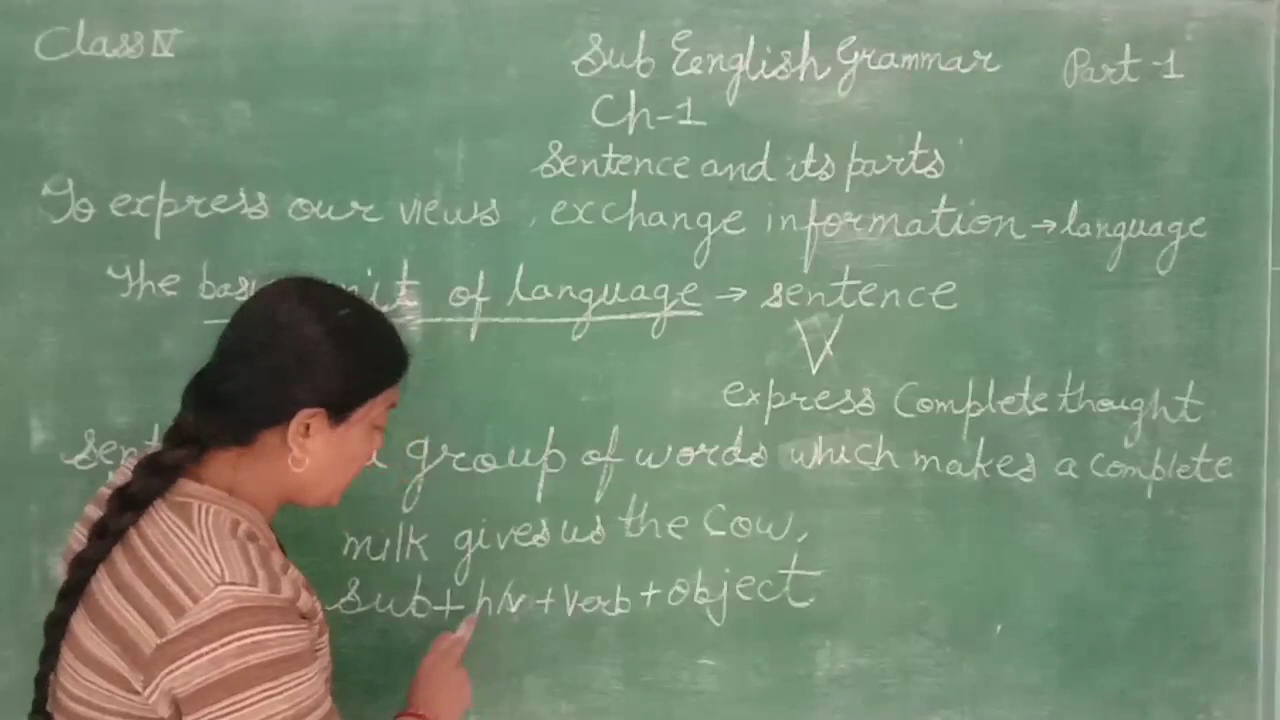 Class IV
Sub Eenglish Grammar Part-1
Ch-1
Sentence and its parts
To express our views, exchange information → language
The of language → sentence
express Complete thought
group of words which makes a complete
milk gives us the Cow,
Sub + h/v + Verb + object